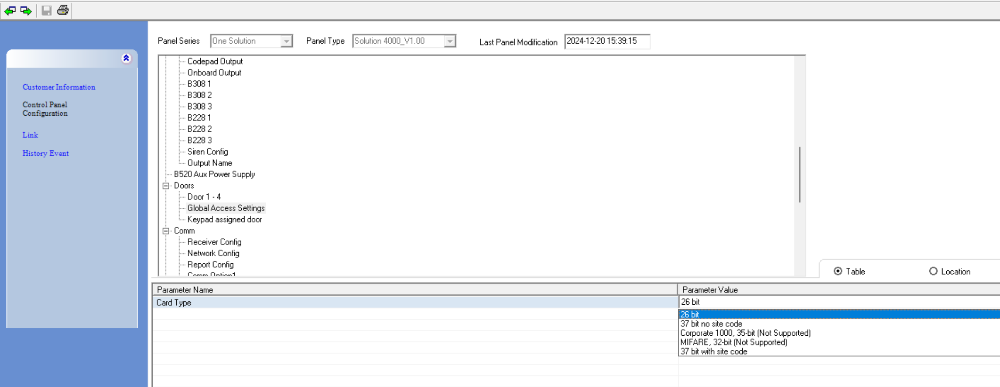 Panel Series One Solution Panel Type Solution 4000_V1.00 Last Panel Modification 2024-12-20 15:39:15
Customer Information
Control Panel
Configuration
Link
History Event
Codepad Output
Onboard Output
B308 1
B308 2
B308 3
B228 1
B228 2
B228 3
Siren Config
Output Name
B520 Aux Power Supply
Doors
Door 1 - 4
Global Access Settings
Keypad assigned door
Comm
Receiver Config
Network Config
Report Config
Comm Option1
Table Location
Parameter Name Parameter Value
Card Type 26 bit
26 bit
37 bit no site code
Corporate 1000, 35-bit (Not Supported)
MIFARE, 32-bit (Not Supported)
37 bit with site code